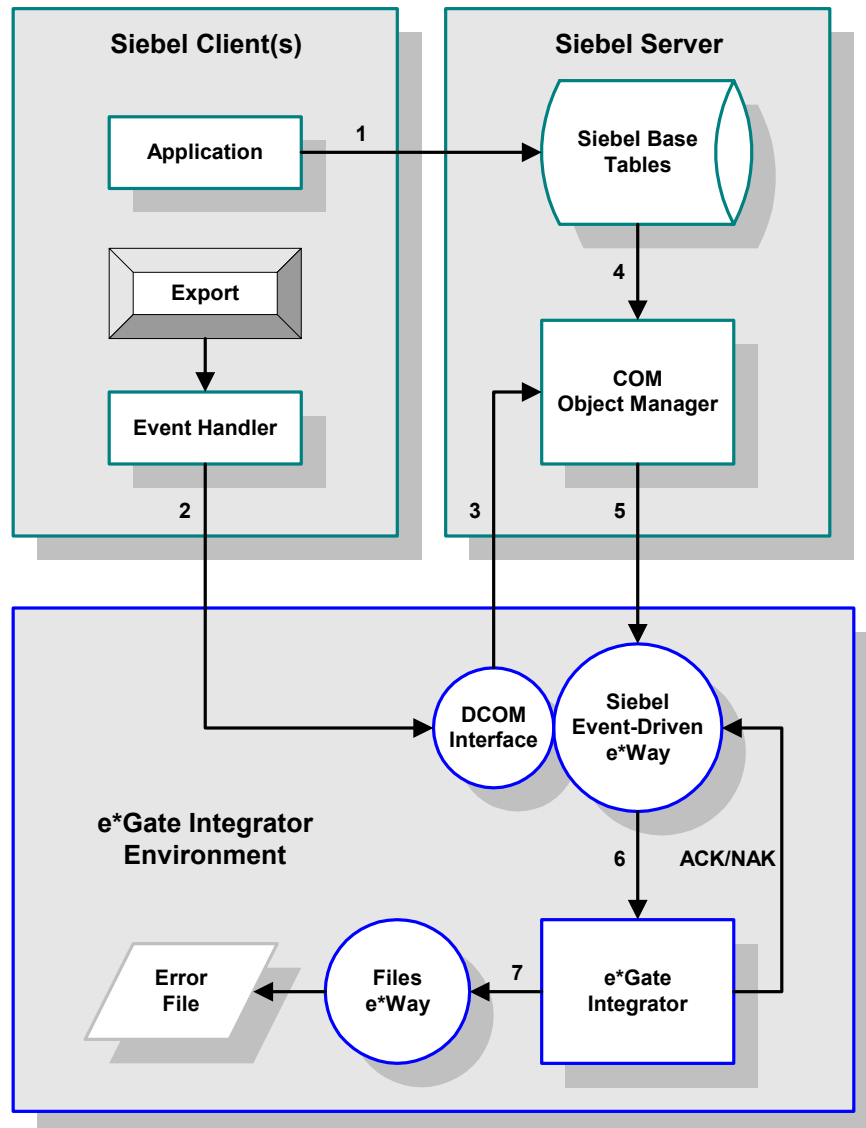 Siebel Client(s)
Siebel Server
Application
1
Siebel Base
Tables
Export
4
Event Handler
COM
Object Manager
2
3
5
DCOM
Interface
Siebel
Event-Driven
e*Way
e*Gate Integrator
Environment
6
ACK/NAK
Error
File
Files
e*Way
7
e*Gate
Integrator